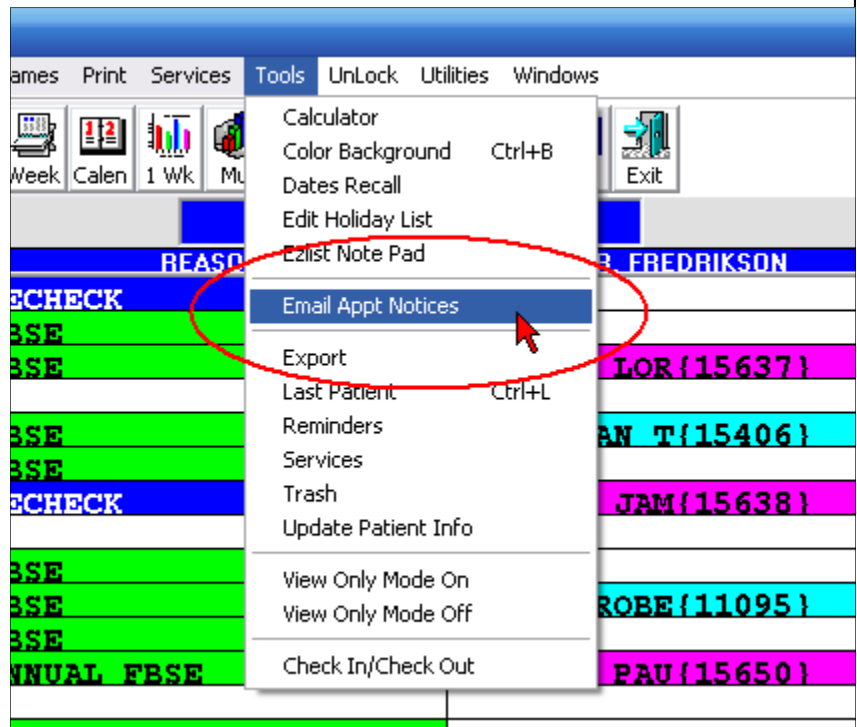 ames Print Services Tools UnLock Utilities Windows
Week Calen 1 Wk Mu Exit
Calculator
Color Background Ctrl+B
Dates Recall
Edit Holiday List
Ezlist Note Pad
REASO R FREDRIKSON
Email Appt Notices
ECHECK
BSE
Export
BSE LOR{15637}
Last Patient Ctrl+L
Reminders
BSE AN T{15406}
Services
BSE
Trash
ECHECK JAM{15638}
Update Patient Info
BSE
View Only Mode On
BSE ROBE{11095}
View Only Mode Off
BSE
Check In/Check Out
NNUAL FBSE PAU{15650}